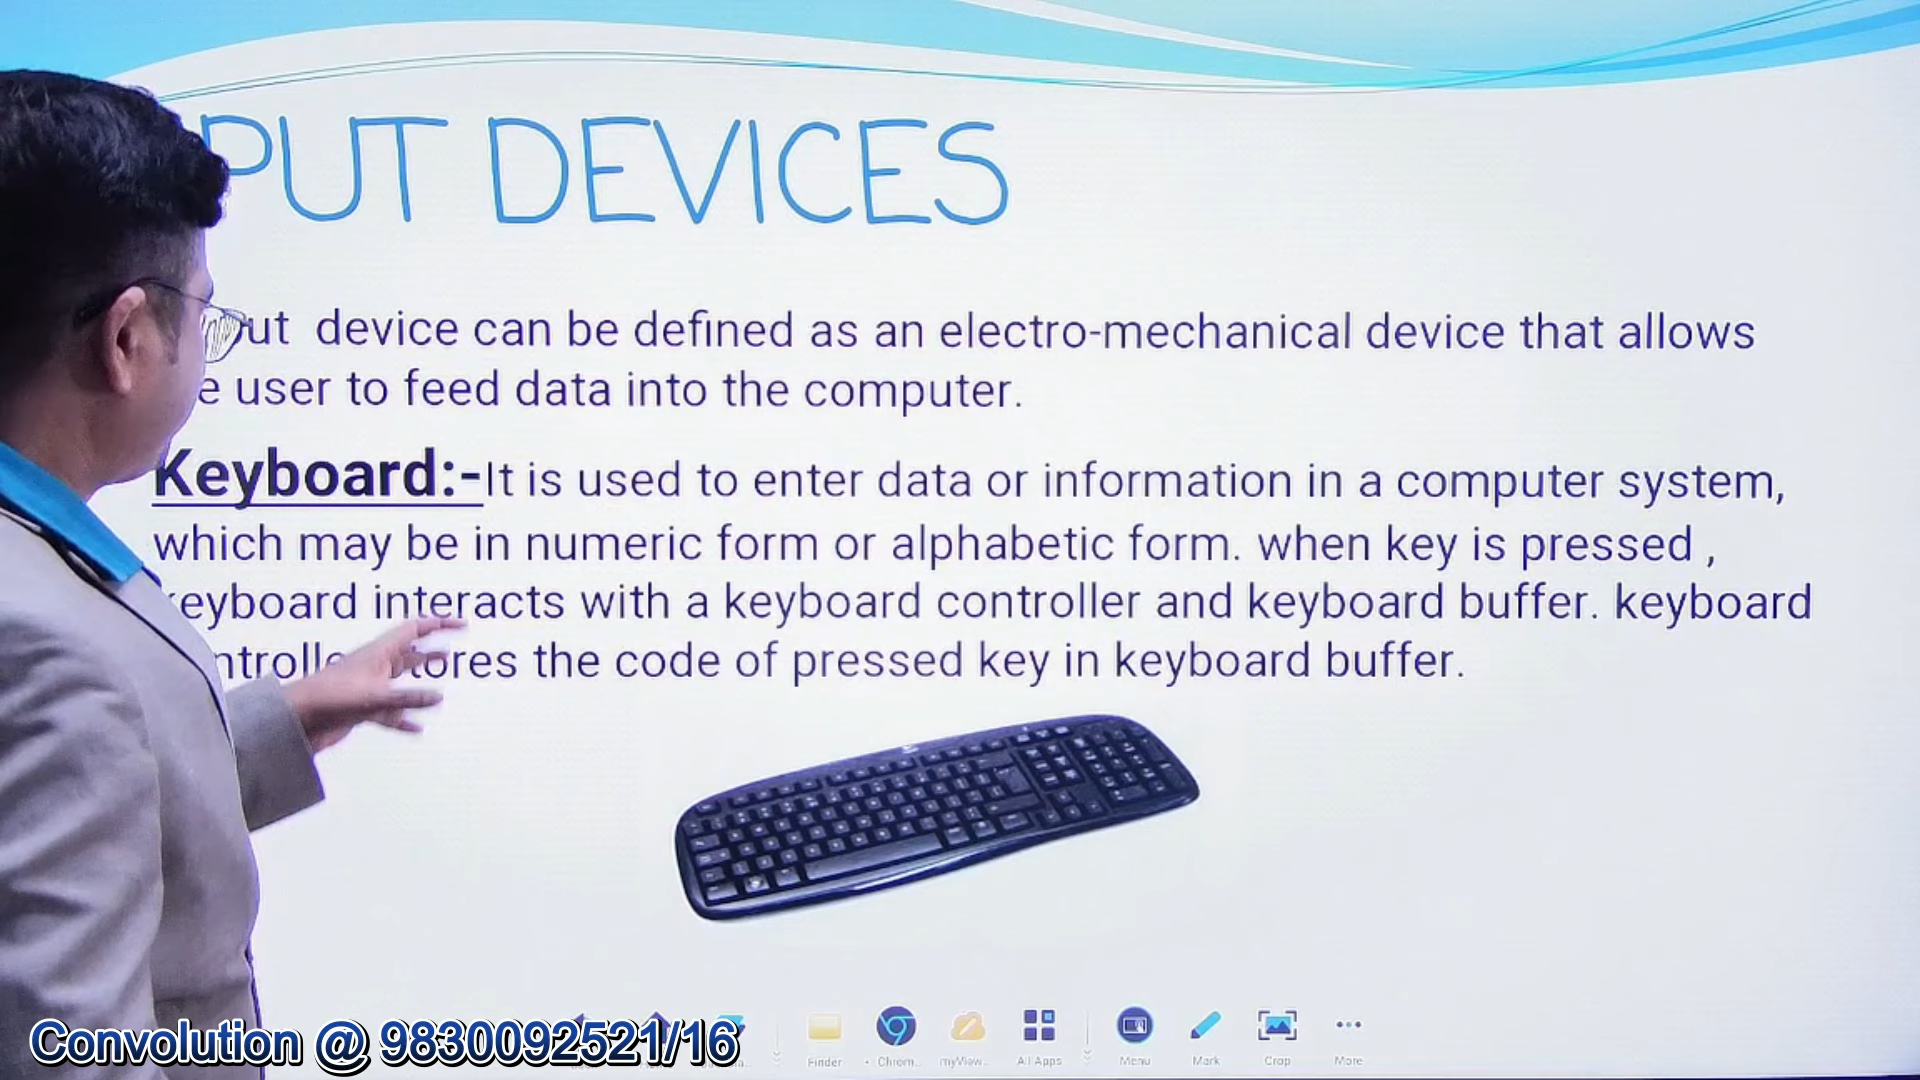 PUT DEVICES
ut device can be defined as an electro-mechanical device that allows
e user to feed data into the computer.
Keyboard:-It is used to enter data or information in a computer system,
which may be in numeric form or alphabetic form. when key is pressed ,
keyboard interacts with a keyboard controller and keyboard buffer. keyboard
stores the code of pressed key in keyboard buffer.
Finder Chrom.. myView.. All Apps Menu Mark Crop More
Convolution @ 9830092521/16